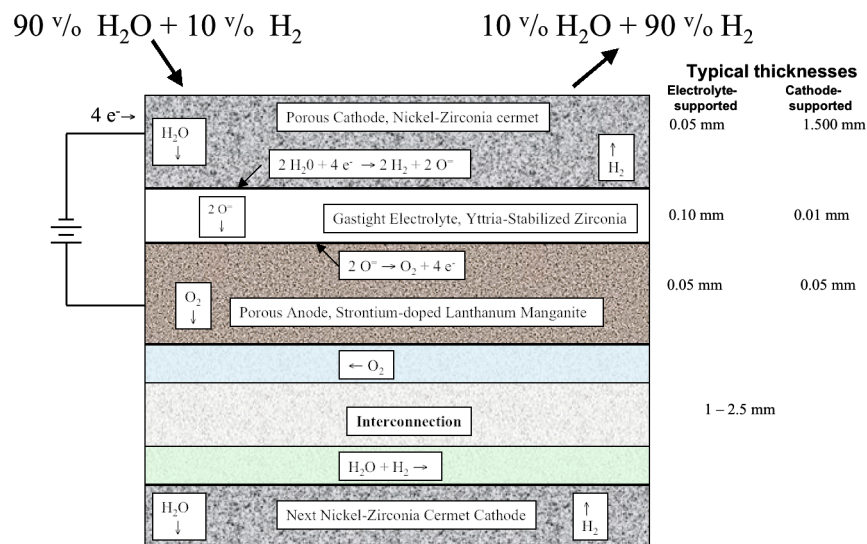 90 ᵛ/₀ H₂O + 10 ᵛ/₀ H₂
10 ᵛ/₀ H₂O + 90 ᵛ/₀ H₂
Typical thicknesses
Electrolyte-supported
Cathode-supported
4 e⁻→
Porous Cathode, Nickel-Zirconia cermet
0.05 mm
1.500 mm
H₂O
↓
↑
H₂
2 H₂0 + 4 e⁻ → 2 H₂ + 2 O⁼
2 O⁼
↓
Gastight Electrolyte, Yttria-Stabilized Zirconia
0.10 mm
0.01 mm
2 O⁼ → O₂ + 4 e⁻
0.05 mm
0.05 mm
O₂
↓
Porous Anode, Strontium-doped Lanthanum Manganite
← O₂
Interconnection
1 – 2.5 mm
H₂O + H₂ →
H₂O
↓
Next Nickel-Zirconia Cermet Cathode
↑
H₂